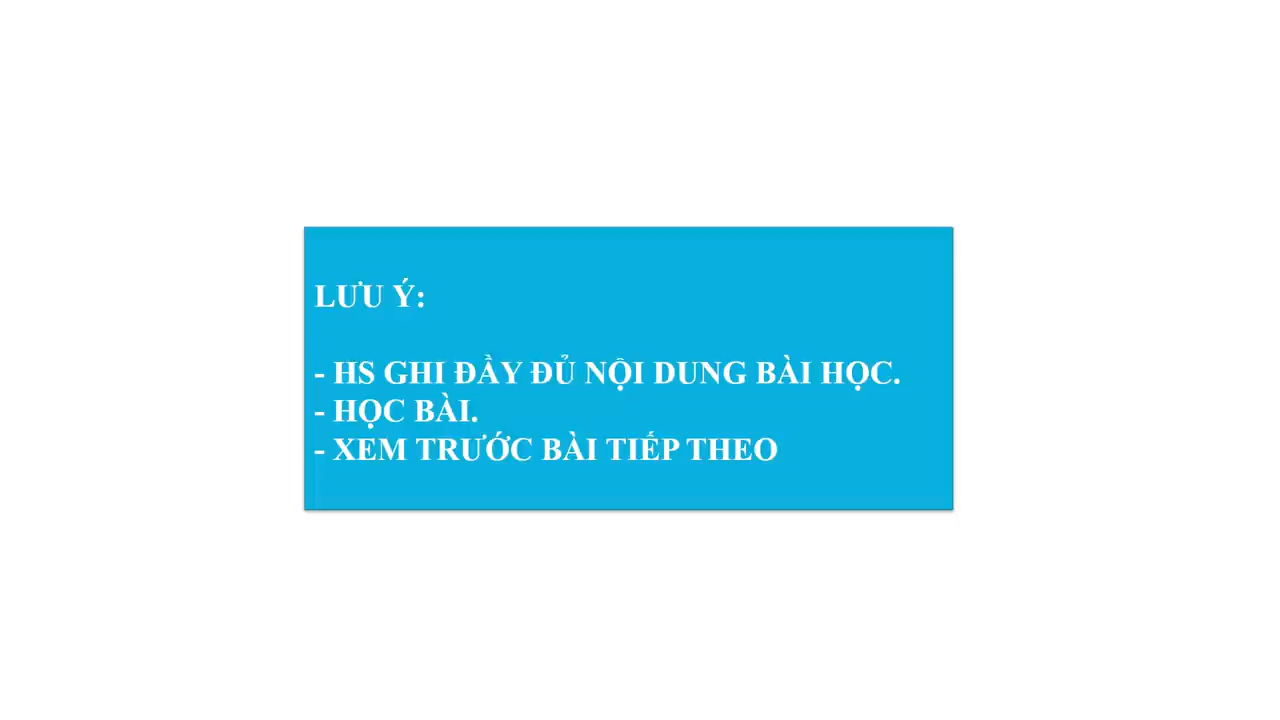 LƯU Ý:
- HS GHI ĐẦY ĐỦ NỘI DUNG BÀI HỌC.
- HỌC BÀI.
- XEM TRƯỚC BÀI TIẾP THEO